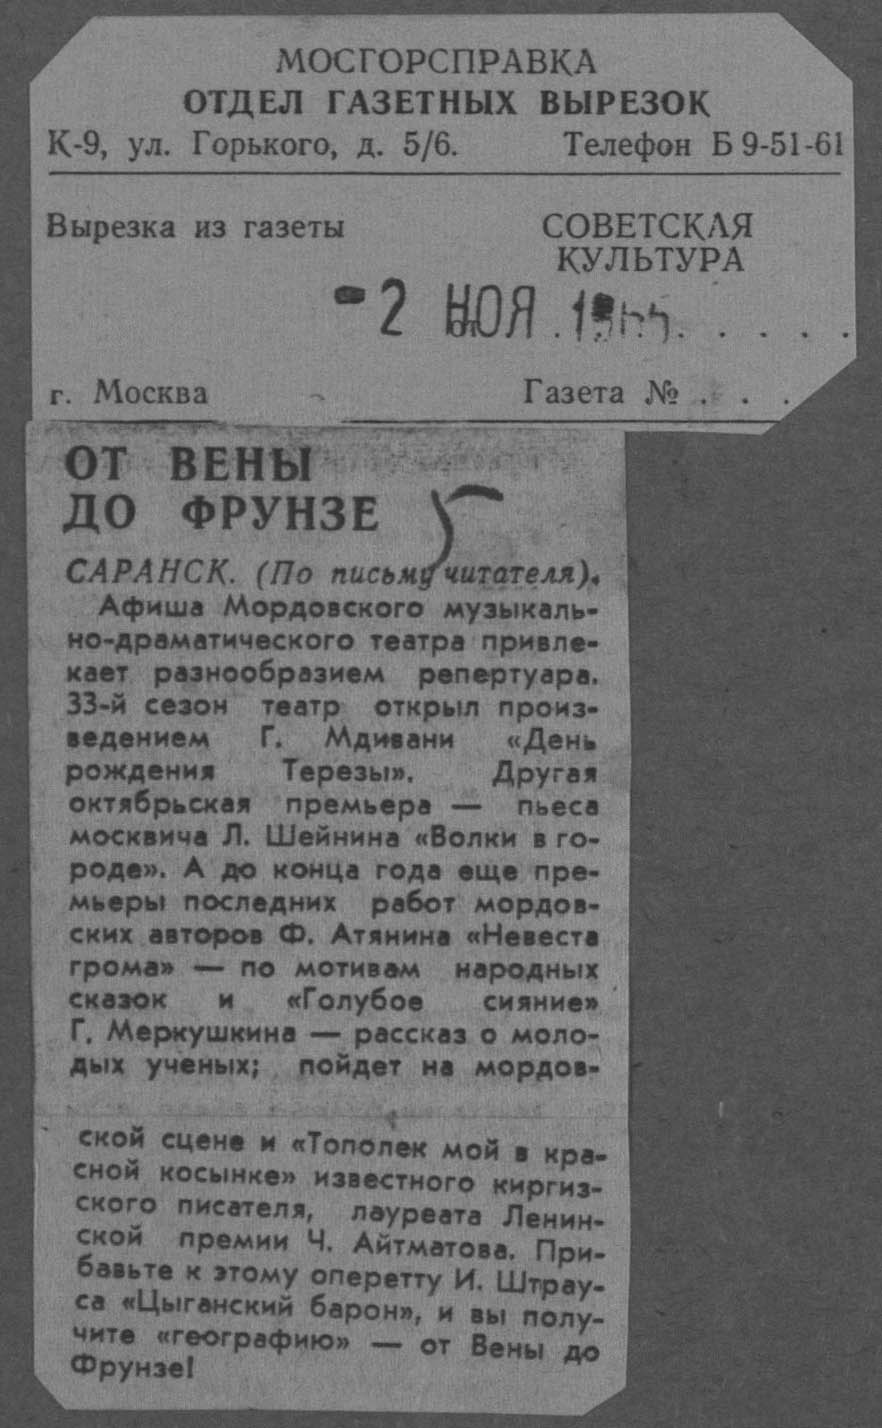 МОСГОРСПРАВКА
ОТДЕЛ ГАЗЕТНЫХ ВЫРЕЗОК
К-9, ул. Горького, д. 5/6. Телефон Б 9-51-61
Вырезка из газеты
СОВЕТСКАЯ
КУЛЬТУРА
-2 НОЯ 1965
г. Москва Газета № . . .
ОТ ВЕНЫ
ДО ФРУНЗЕ
САРАНСК. (По письму читателя).
Афиша Мордовского музыкаль-
но-драматического театра привле-
кает разнообразием репертуара.
33-й сезон театр открыл произ-
ведением Г. Мдивани «День
рождения Терезы». Другая
октябрьская премьера — пьеса
москвича Л. Шейнина «Волки в го-
роде». А до конца года еще пре-
мьеры последних работ мордов-
ских авторов Ф. Атянина «Невеста
грома» — по мотивам народных
сказок и «Голубое сияние»
Г. Меркушкина — рассказ о моло-
дых ученых; пойдет на мордов-
ской сцене и «Тополек мой в кра-
сной косынке» известного киргиз-
ского писателя, лауреата Ленин-
ской премии Ч. Айтматова. При-
бавьте к этому оперетту И. Штрау-
са «Цыганский барон», и вы полу-
чите «географию» — от Вены до
Фрунзе!